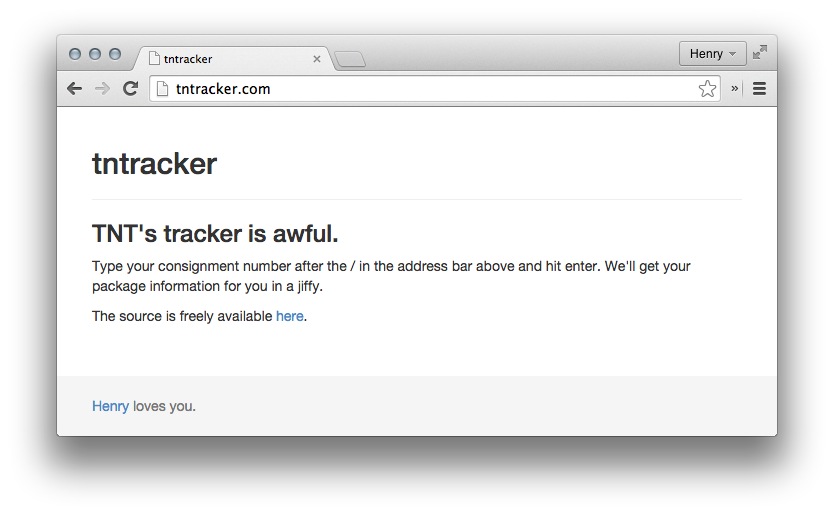 tntracker
Henry
tntracker.com
»
tntracker
TNT's tracker is awful.
Type your consignment number after the / in the address bar above and hit enter. We'll get your
package information for you in a jiffy.
The source is freely available here.
Henry loves you.